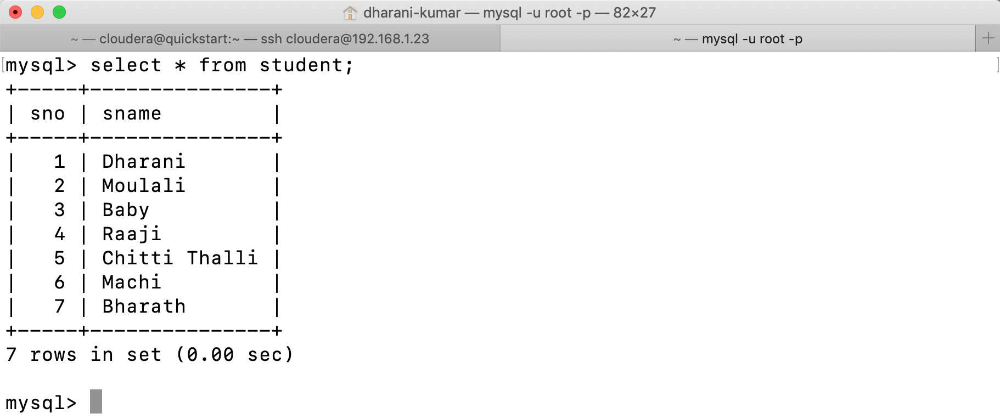 dharani-kumar — mysql -u root -p — 82×27
~ — cloudera@quickstart:~ — ssh cloudera@192.168.1.23
~ — mysql -u root -p
mysql> select * from student;
+-----+---------------+
| sno | sname         |
+-----+---------------+
|   1 | Dharani       |
|   2 | Moulali       |
|   3 | Baby          |
|   4 | Raaji         |
|   5 | Chitti Thalli |
|   6 | Machi         |
|   7 | Bharath       |
+-----+---------------+
7 rows in set (0.00 sec)
mysql>